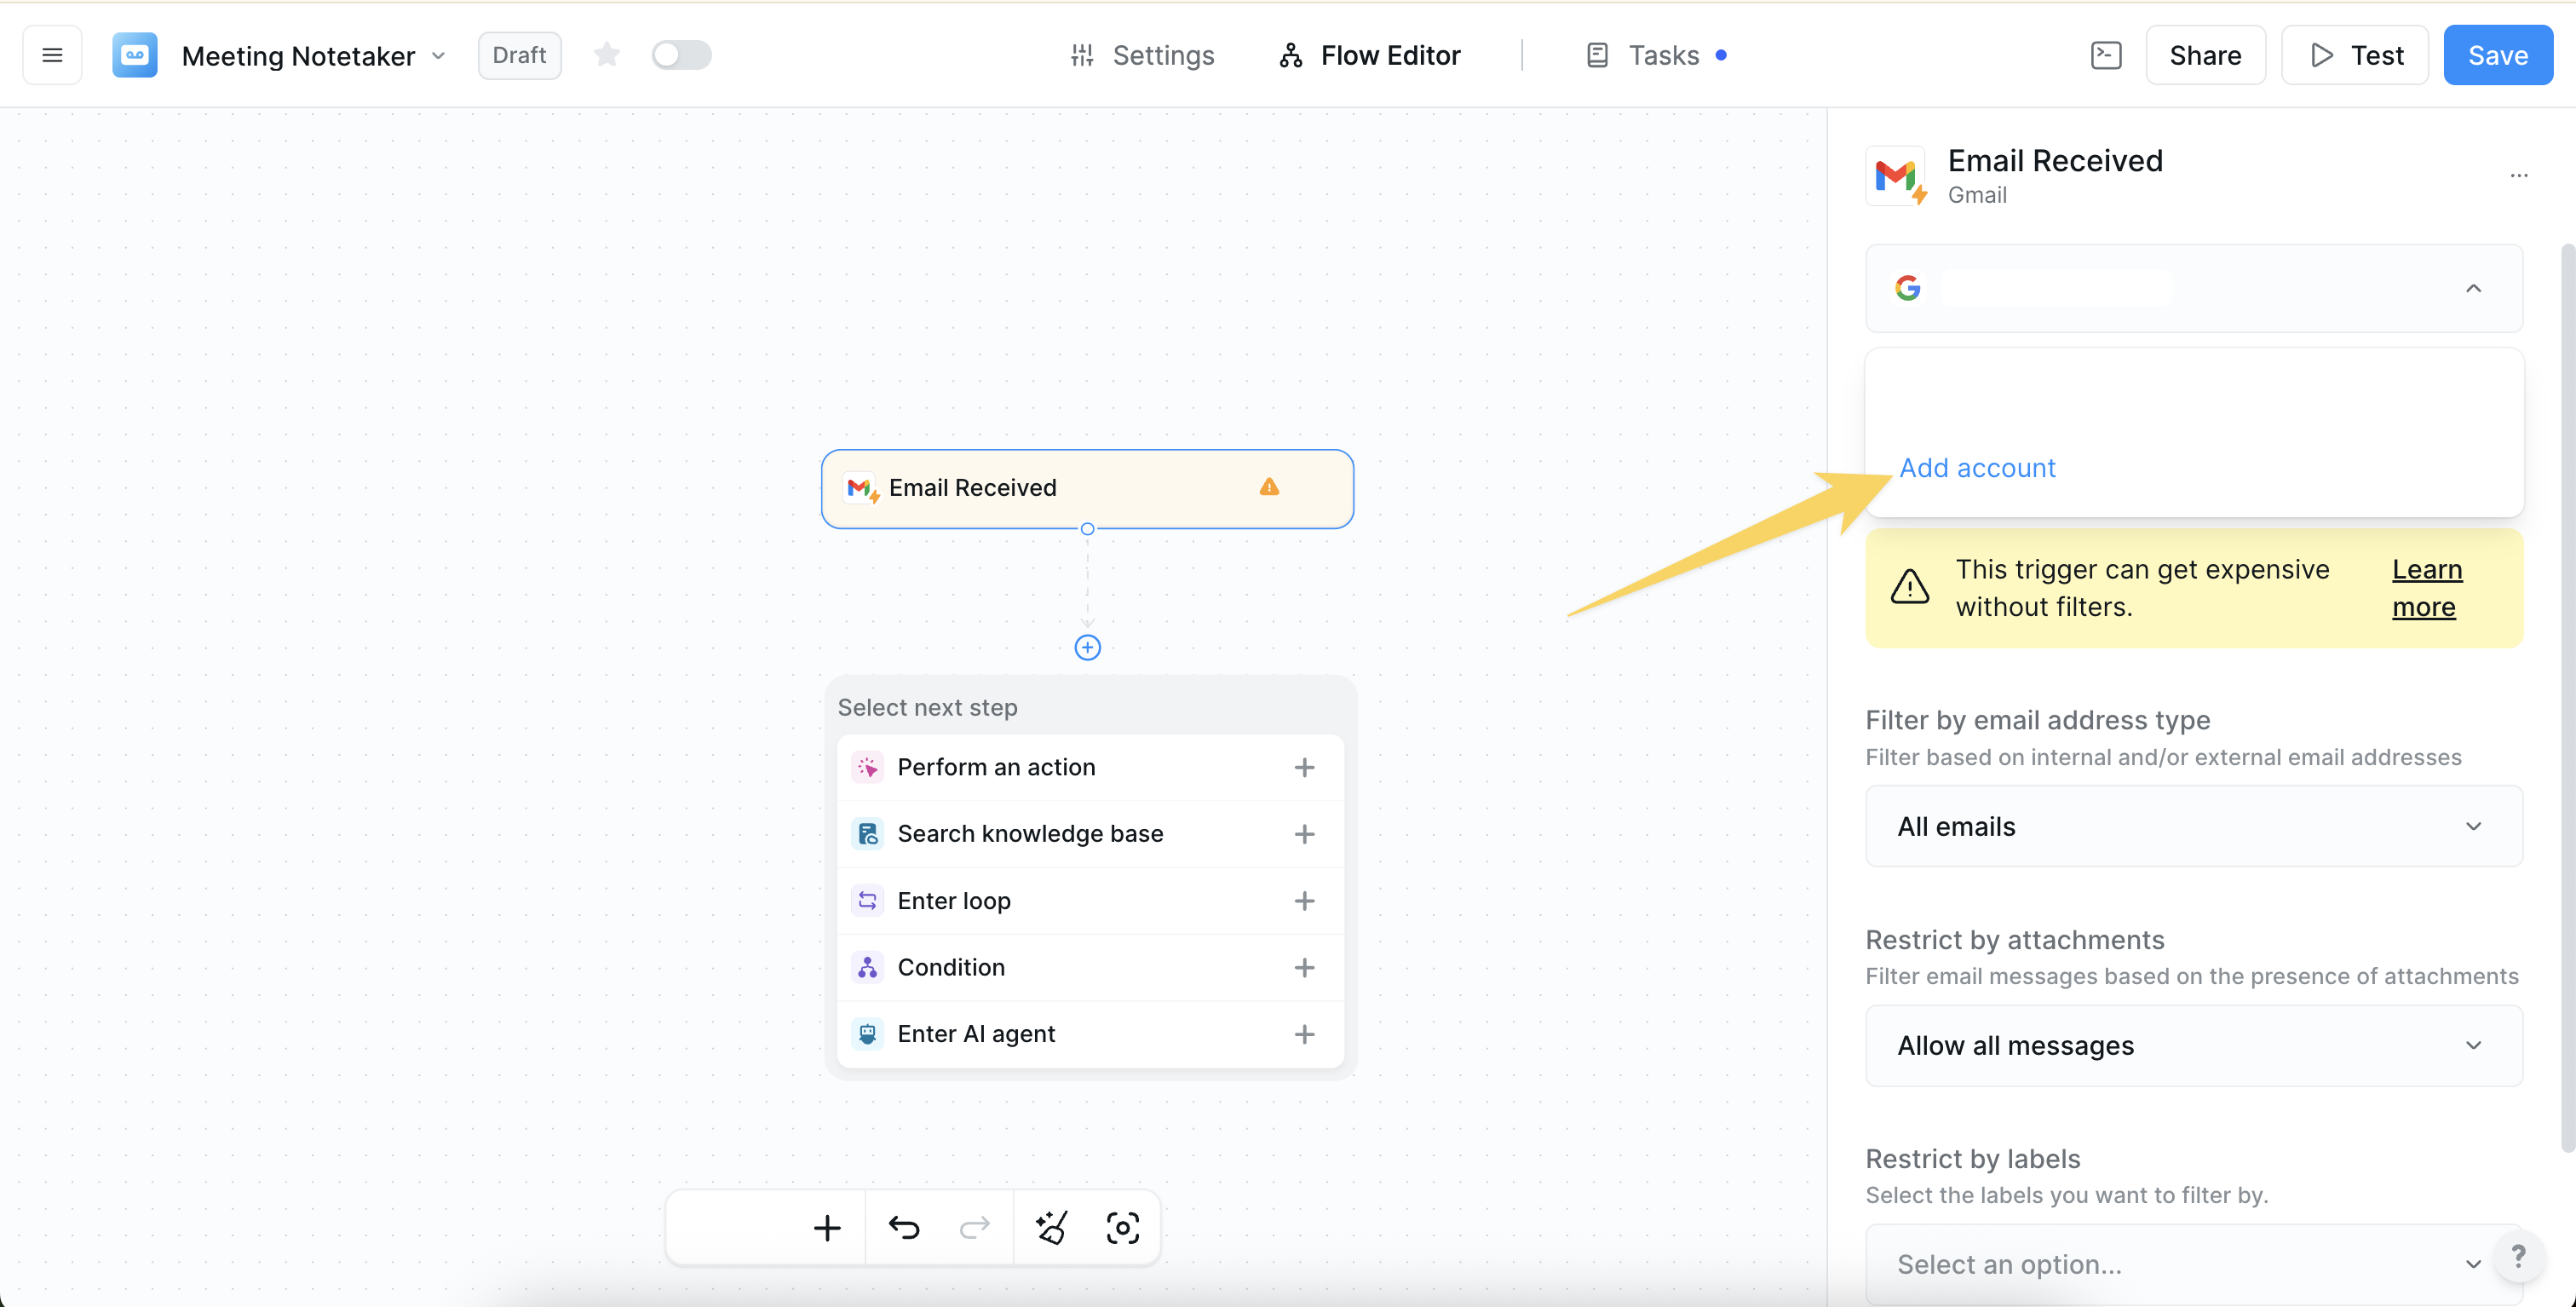 Meeting Notetaker
Draft
Settings
Flow Editor
Tasks
Share
Test
Save
Email Received
Select next step
Perform an action
Search knowledge base
Enter loop
Condition
Enter AI agent
Email Received
Gmail
Add account
This trigger can get expensive
without filters.
Learn
more
Filter by email address type
Filter based on internal and/or external email addresses
All emails
Restrict by attachments
Filter email messages based on the presence of attachments
Allow all messages
Restrict by labels
Select the labels you want to filter by.
Select an option...
?